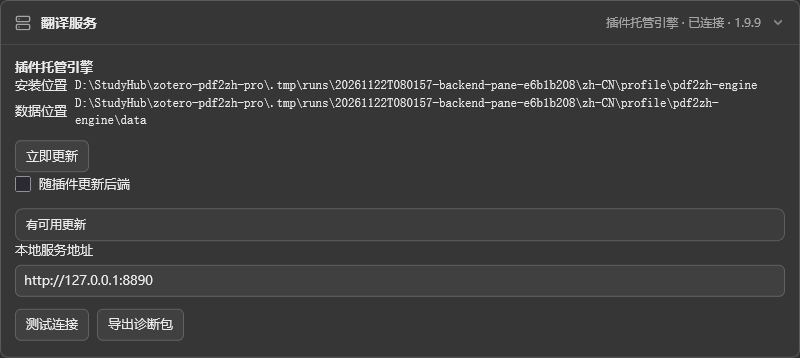 翻译服务 插件托管引擎 · 已连接 · 1.9.9
插件托管引擎
安装位置 D:\StudyHub\zotero-pdf2zh-pro\.tmp\runs\20261122T080157-backend-pane-e6b1b208\zh-CN\profile\pdf2zh-engine
数据位置 D:\StudyHub\zotero-pdf2zh-pro\.tmp\runs\20261122T080157-backend-pane-e6b1b208\zh-CN\profile\pdf2zh-
engine\data
立即更新
随插件更新后端
有可用更新
本地服务地址
http://127.0.0.1:8890
测试连接 导出诊断包